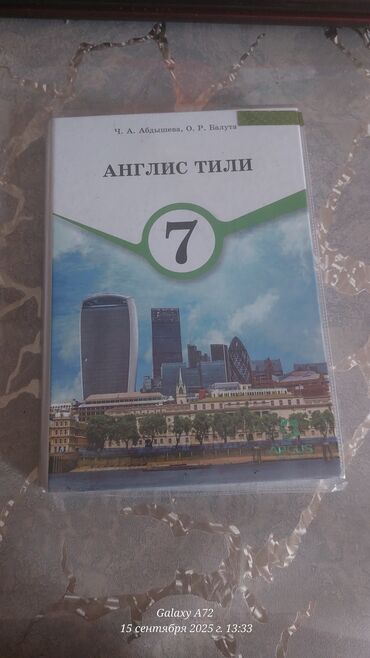 Ч. А. Абдышева, О. Р. Балута
АНГЛИС ТИЛИ
7
Galaxy A72
15 сентября 2025 г. 13:33